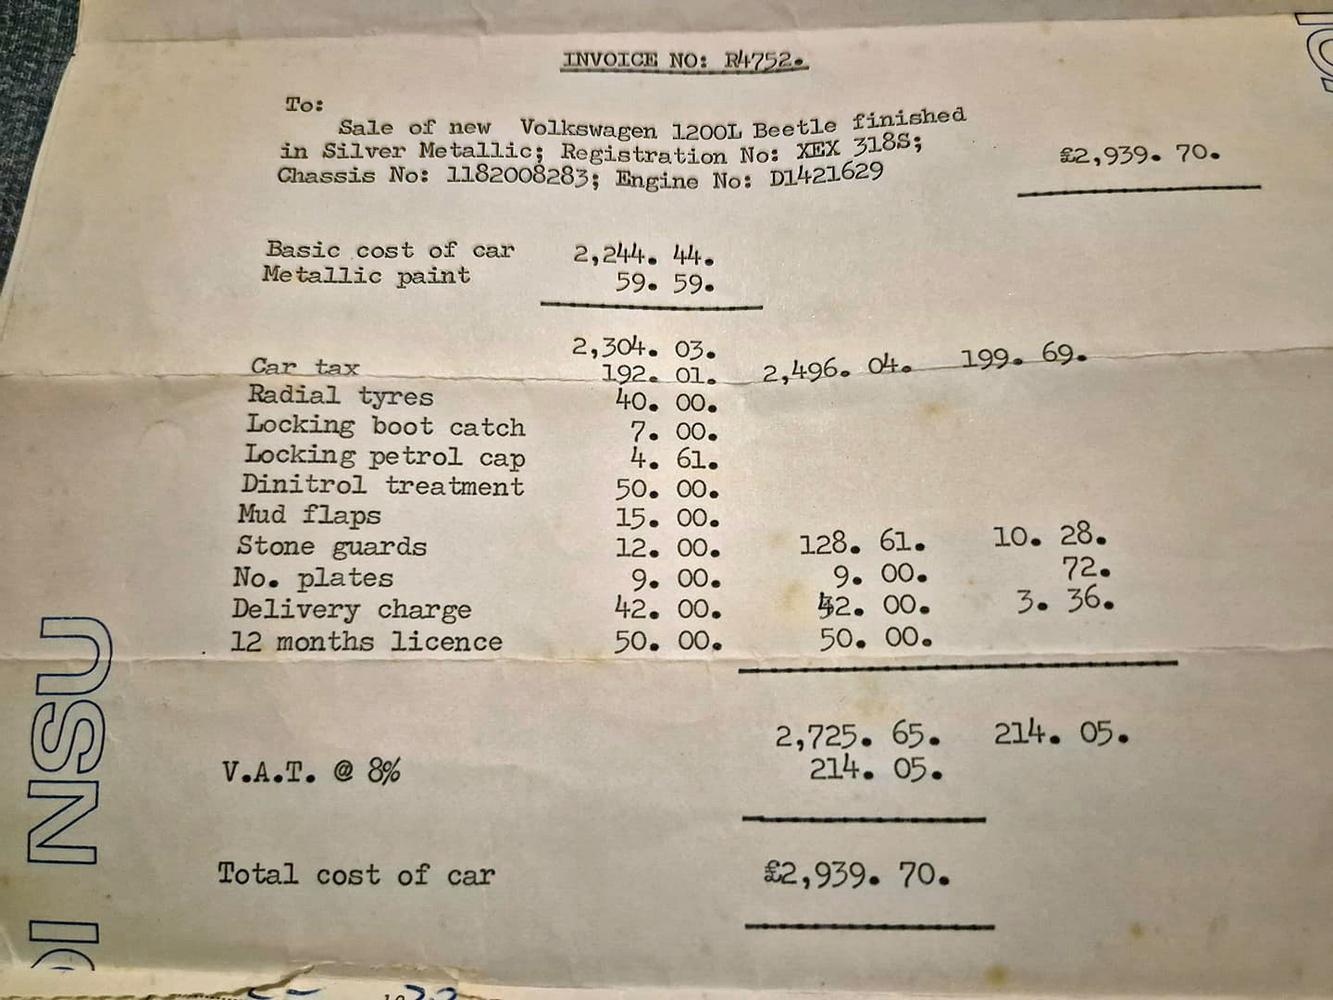 INVOICE NO: R4752.
To:
Sale of new Volkswagen 1200L Beetle finished
in Silver Metallic; Registration No: XEX 318S;
£2,939. 70.
Chassis No: 1182008283; Engine No: D1421629
Basic cost of car 2,244. 44.
Metallic paint 59. 59.
2,304. 03.
Car tax 192. 01. 2,496. 04. 199. 69.
Radial tyres 40. 00.
Locking boot catch 7. 00.
Locking petrol cap 4. 61.
Dinitrol treatment 50. 00.
Mud flaps 15. 00.
Stone guards 12. 00. 128. 61. 10. 28.
No. plates 9. 00. 9. 00. 72.
Delivery charge 42. 00. 42. 00. 3. 36.
12 months licence 50. 00. 50. 00.
2,725. 65. 214. 05.
V.A.T. @ 8% 214. 05.
Total cost of car £2,939. 70.
NSU